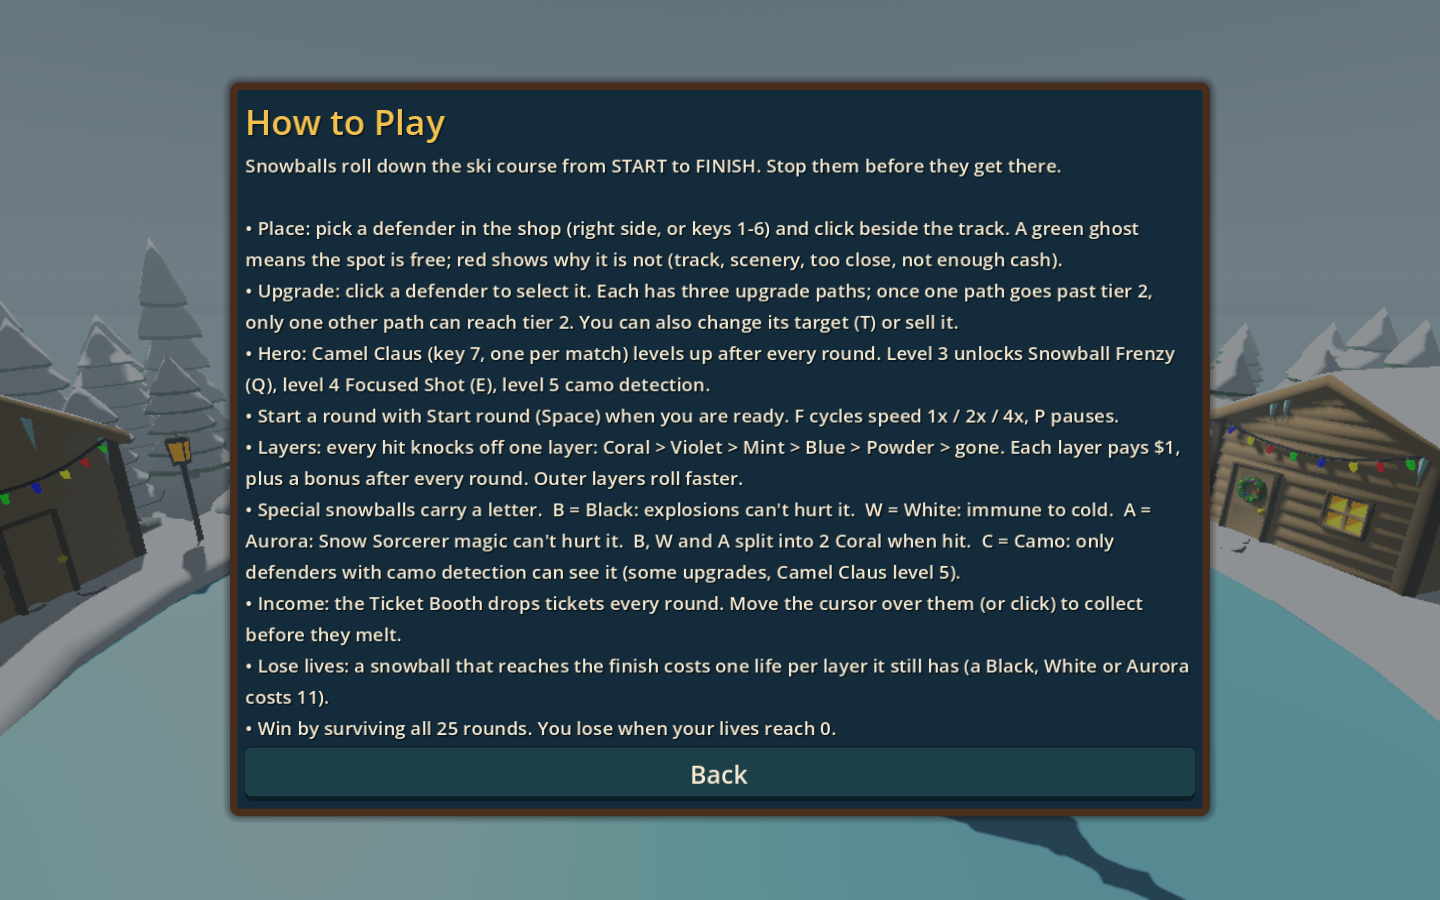 How to Play
Snowballs roll down the ski course from START to FINISH. Stop them before they get there.
• Place: pick a defender in the shop (right side, or keys 1-6) and click beside the track. A green ghost
means the spot is free; red shows why it is not (track, scenery, too close, not enough cash).
• Upgrade: click a defender to select it. Each has three upgrade paths; once one path goes past tier 2,
only one other path can reach tier 2. You can also change its target (T) or sell it.
• Hero: Camel Claus (key 7, one per match) levels up after every round. Level 3 unlocks Snowball Frenzy
(Q), level 4 Focused Shot (E), level 5 camo detection.
• Start a round with Start round (Space) when you are ready. F cycles speed 1x / 2x / 4x, P pauses.
• Layers: every hit knocks off one layer: Coral > Violet > Mint > Blue > Powder > gone. Each layer pays $1,
plus a bonus after every round. Outer layers roll faster.
• Special snowballs carry a letter.  B = Black: explosions can't hurt it.  W = White: immune to cold.  A =
Aurora: Snow Sorcerer magic can't hurt it.  B, W and A split into 2 Coral when hit.  C = Camo: only
defenders with camo detection can see it (some upgrades, Camel Claus level 5).
• Income: the Ticket Booth drops tickets every round. Move the cursor over them (or click) to collect
before they melt.
• Lose lives: a snowball that reaches the finish costs one life per layer it still has (a Black, White or Aurora
costs 11).
• Win by surviving all 25 rounds. You lose when your lives reach 0.
Back